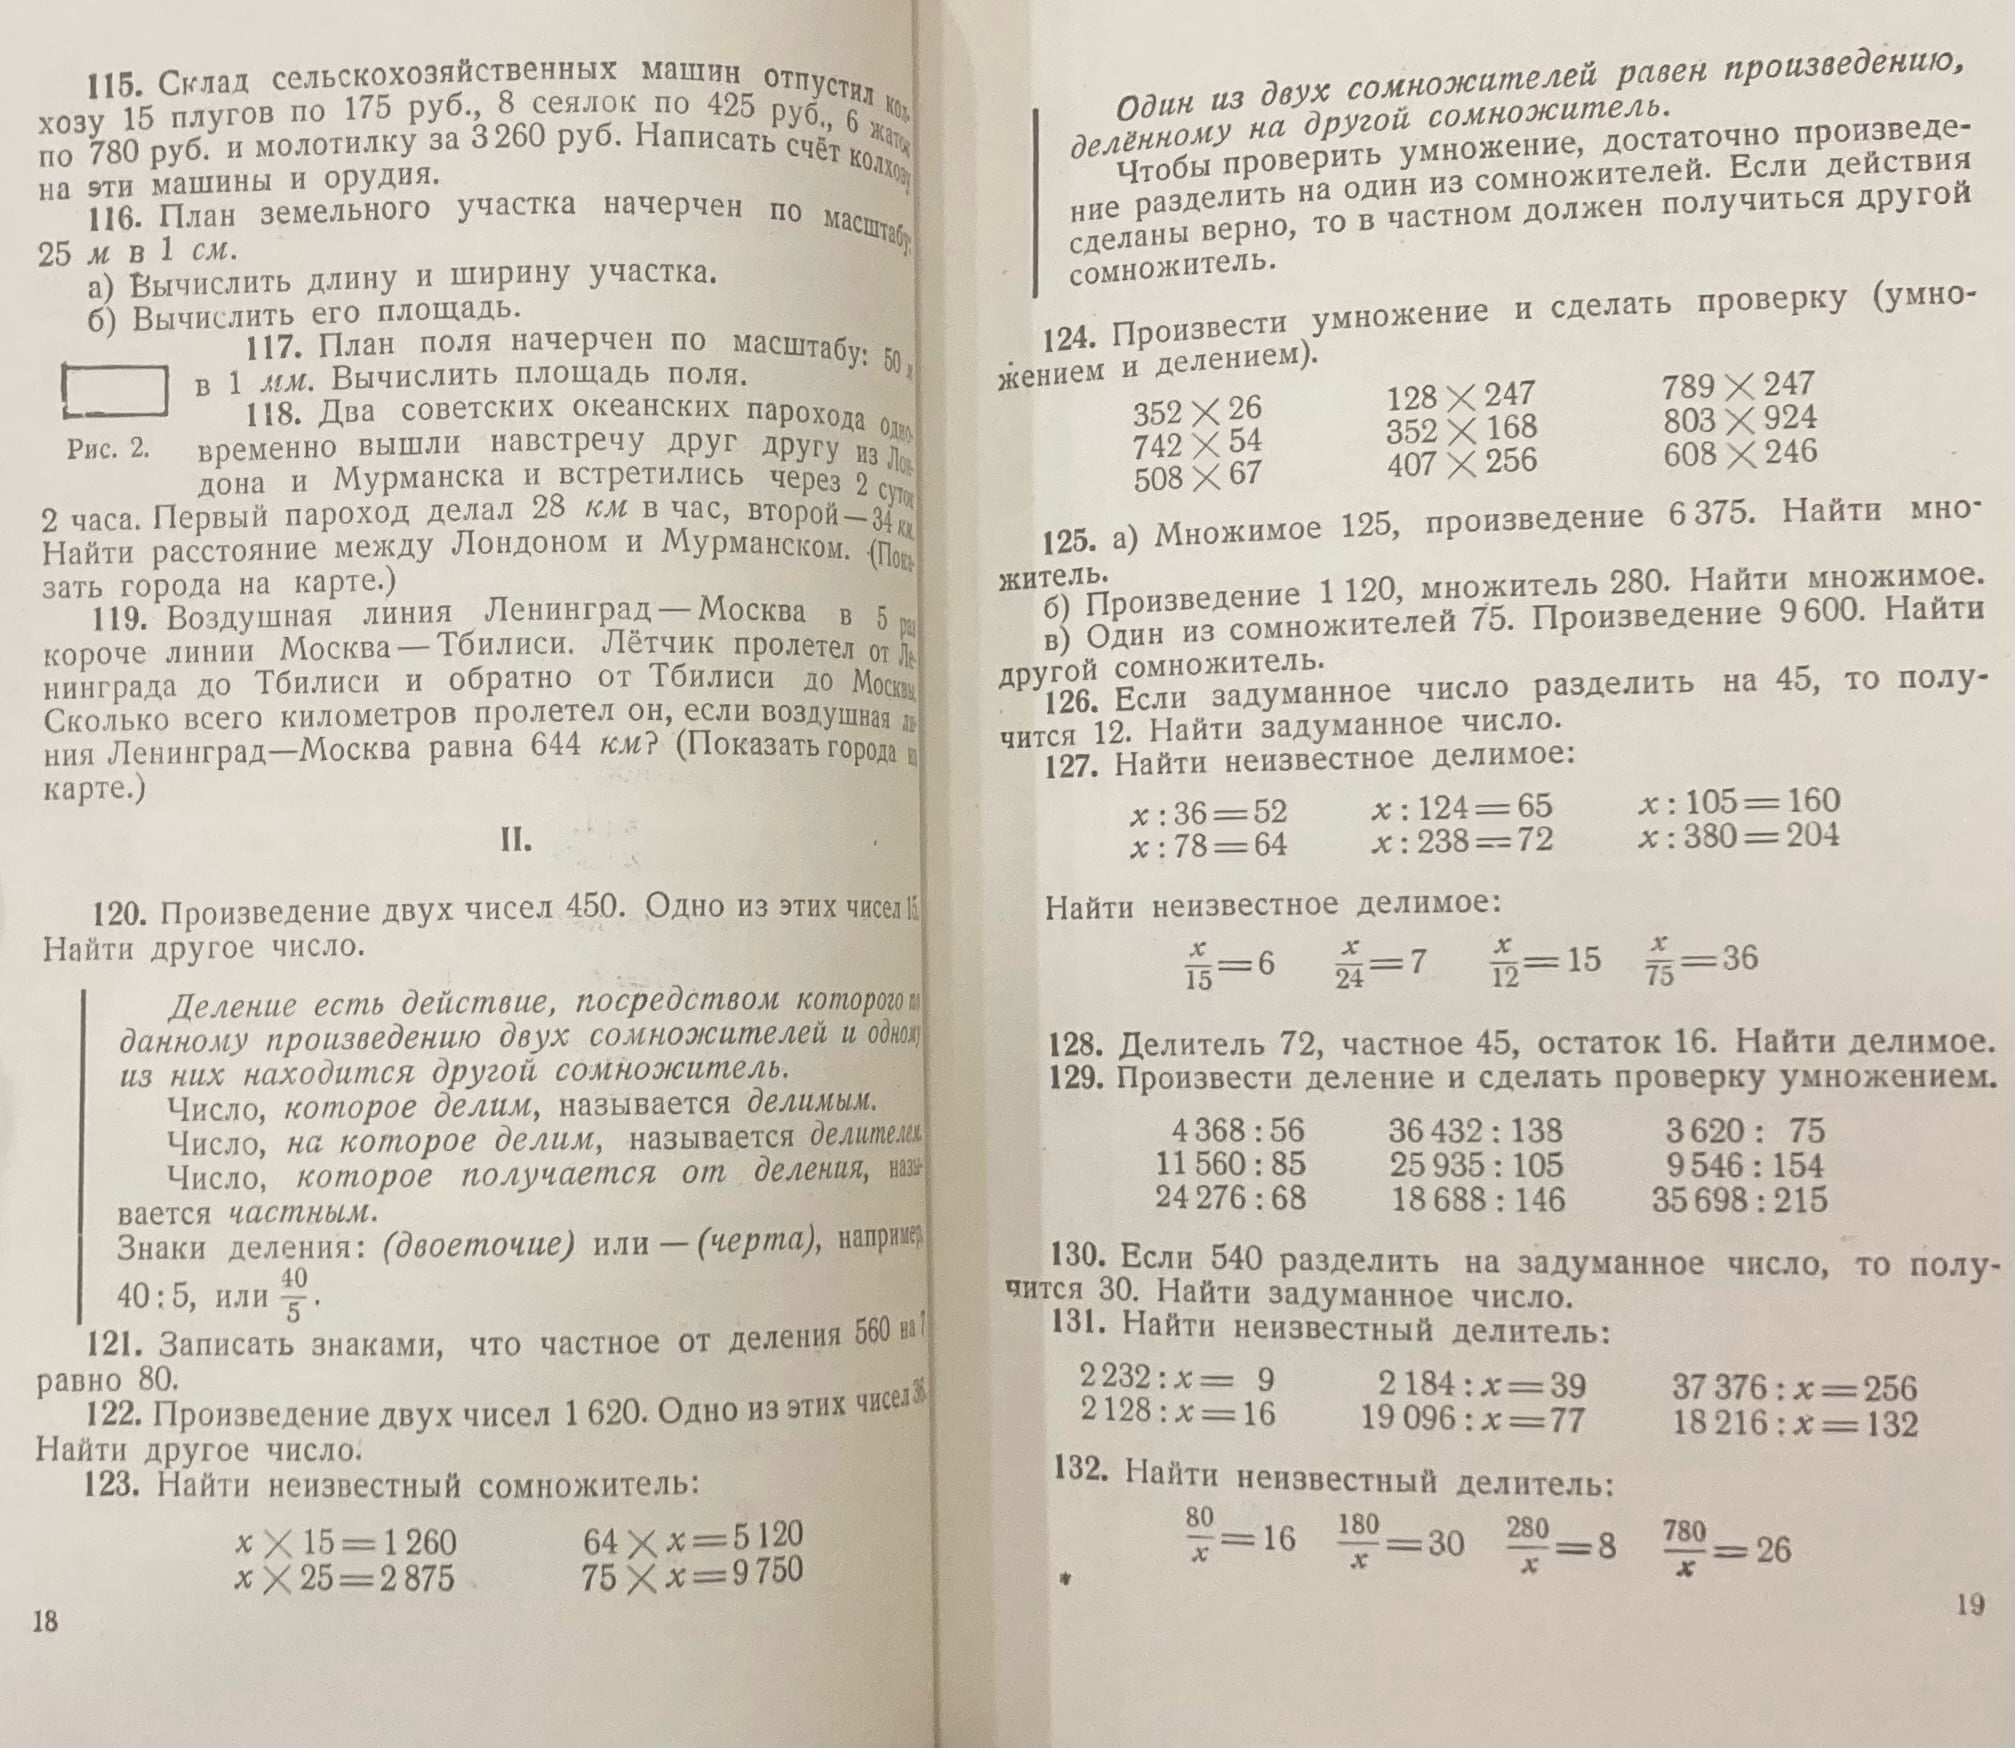 115. Склад сельскохозяйственных машин отпустил кол-
хозу 15 плугов по 175 руб., 8 сеялок по 425 руб., 6 жаток
по 780 руб. и молотилку за 3 260 руб. Написать счёт колхозу
на эти машины и орудия.
116. План земельного участка начерчен по масштабу:
25 м в 1 см.
а) Вычислить длину и ширину участка.
б) Вычислить его площадь.
117. План поля начерчен по масштабу: 50 м
в 1 мм. Вычислить площадь поля.
118. Два советских океанских парохода одно-
Рис. 2.
временно вышли навстречу друг другу из Лон-
дона и Мурманска и встретились через 2 суток
2 часа. Первый пароход делал 28 км в час, второй — 34 км.
Найти расстояние между Лондоном и Мурманском. (Пока-
зать города на карте.)
119. Воздушная линия Ленинград — Москва в 5 раз
короче линии Москва — Тбилиси. Лётчик пролетел от Ле-
нинграда до Тбилиси и обратно от Тбилиси до Москвы.
Сколько всего километров пролетел он, если воздушная ли-
ния Ленинград—Москва равна 644 км? (Показать города на
карте.)
II.
120. Произведение двух чисел 450. Одно из этих чисел 15.
Найти другое число.
Деление есть действие, посредством которого по
данному произведению двух сомножителей и одному
из них находится другой сомножитель.
Число, которое делим, называется делимым.
Число, на которое делим, называется делителем.
Число, которое получается от деления, назы-
вается частным.
Знаки деления: (двоеточие) или — (черта), например,
40 : 5, или 40/5.
121. Записать знаками, что частное от деления 560 на 7
равно 80.
122. Произведение двух чисел 1 620. Одно из этих чисел 36.
Найти другое число.
123. Найти неизвестный сомножитель:
x × 15 = 1 260 64 × x = 5 120
x × 25 = 2 875 75 × x = 9 750
18
Один из двух сомножителей равен произведению,
делённому на другой сомножитель.
Чтобы проверить умножение, достаточно произведе-
ние разделить на один из сомножителей. Если действия
сделаны верно, то в частном должен получиться другой
сомножитель.
124. Произвести умножение и сделать проверку (умно-
жением и делением).
352 × 26 128 × 247 789 × 247
742 × 54 352 × 168 803 × 924
508 × 67 407 × 256 608 × 246
125. а) Множимое 125, произведение 6 375. Найти мно-
житель.
б) Произведение 1 120, множитель 280. Найти множимое.
в) Один из сомножителей 75. Произведение 9 600. Найти
другой сомножитель.
126. Если задуманное число разделить на 45, то полу-
чится 12. Найти задуманное число.
127. Найти неизвестное делимое:
x : 36 = 52 x : 124 = 65 x : 105 = 160
x : 78 = 64 x : 238 = 72 x : 380 = 204
Найти неизвестное делимое:
x/15 = 6 x/24 = 7 x/12 = 15 x/75 = 36
128. Делитель 72, частное 45, остаток 16. Найти делимое.
129. Произвести деление и сделать проверку умножением.
4 368 : 56 36 432 : 138 3 620 : 75
11 560 : 85 25 935 : 105 9 546 : 154
24 276 : 68 18 688 : 146 35 698 : 215
130. Если 540 разделить на задуманное число, то полу-
чится 30. Найти задуманное число.
131. Найти неизвестный делитель:
2 232 : x = 9 2 184 : x = 39 37 376 : x = 256
2 128 : x = 16 19 096 : x = 77 18 216 : x = 132
132. Найти неизвестный делитель:
80/x = 16 180/x = 30 280/x = 8 780/x = 26
19